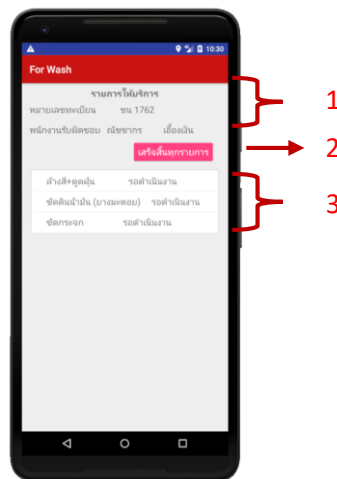 10:30
For Wash
รายการให้บริการ
หมายเลขทะเบียน ขน 1762
พนักงานรับผิดชอบ ณัชชากร เอื้องเงิน
เสร็จสิ้นทุกรายการ
ล้างสี+ดูดฝุ่น รอดำเนินงาน
ขัดดินน้ำมัน (ยางมะตอย) รอดำเนินงาน
ขัดกระจก รอดำเนินงาน
1
2
3